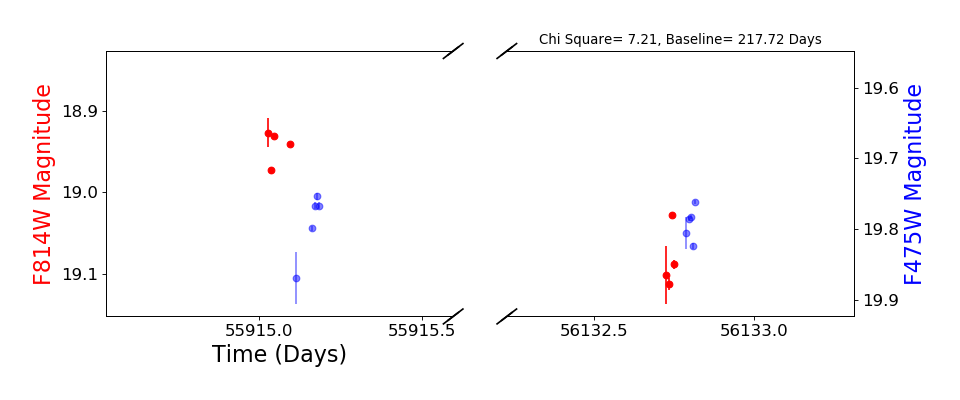 Chi Square= 7.21, Baseline= 217.72 Days
F814W Magnitude
18.9
19.0
19.1
19.6
19.7
19.8
19.9
F475W Magnitude
55915.0
55915.5
56132.5
56133.0
Time (Days)